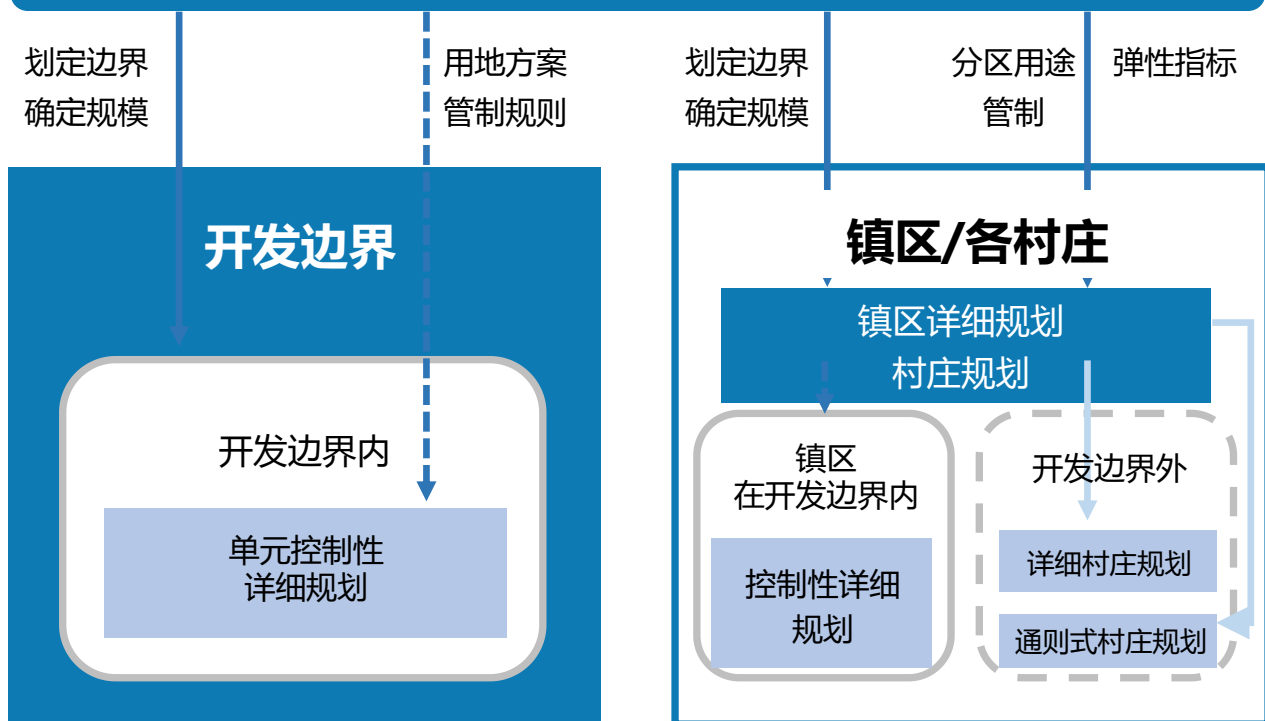 划定边界
确定规模
用地方案
管制规则
划定边界
确定规模
分区用途
管制
弹性指标
开发边界
开发边界内
单元控制性
详细规划
镇区/各村庄
镇区详细规划
村庄规划
镇区
在开发边界内
控制性详细
规划
开发边界外
详细村庄规划
通则式村庄规划